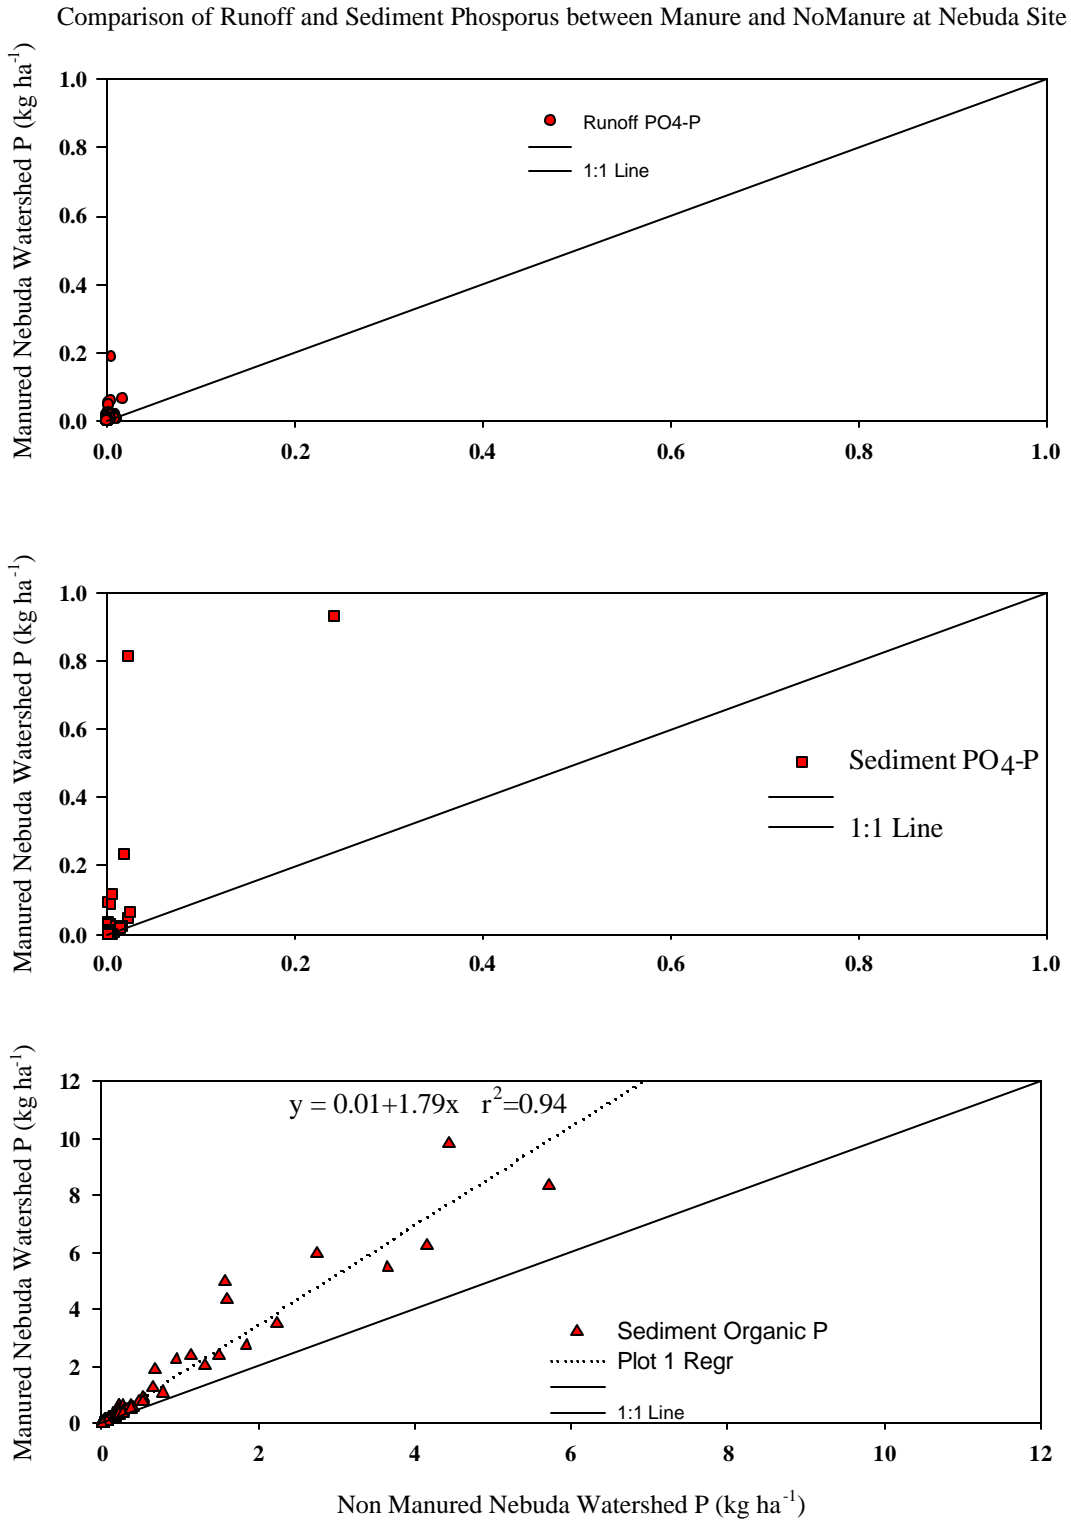 Comparison of Runoff and Sediment Phosporus between Manure and NoManure at Nebuda Site
Manured Nebuda Watershed P (kg ha-1)
1.0
0.8
0.6
0.4
0.2
0.0
Runoff PO4-P
1:1 Line
0.0 0.2 0.4 0.6 0.8 1.0
Manured Nebuda Watershed P (kg ha-1)
1.0
0.8
0.6
0.4
0.2
0.0
Sediment PO4-P
1:1 Line
0.0 0.2 0.4 0.6 0.8 1.0
Manured Nebuda Watershed P (kg ha-1)
12
10
8
6
4
2
0
y = 0.01+1.79x r2=0.94
Sediment Organic P
Plot 1 Regr
1:1 Line
0 2 4 6 8 10 12
Non Manured Nebuda Watershed P (kg ha-1)